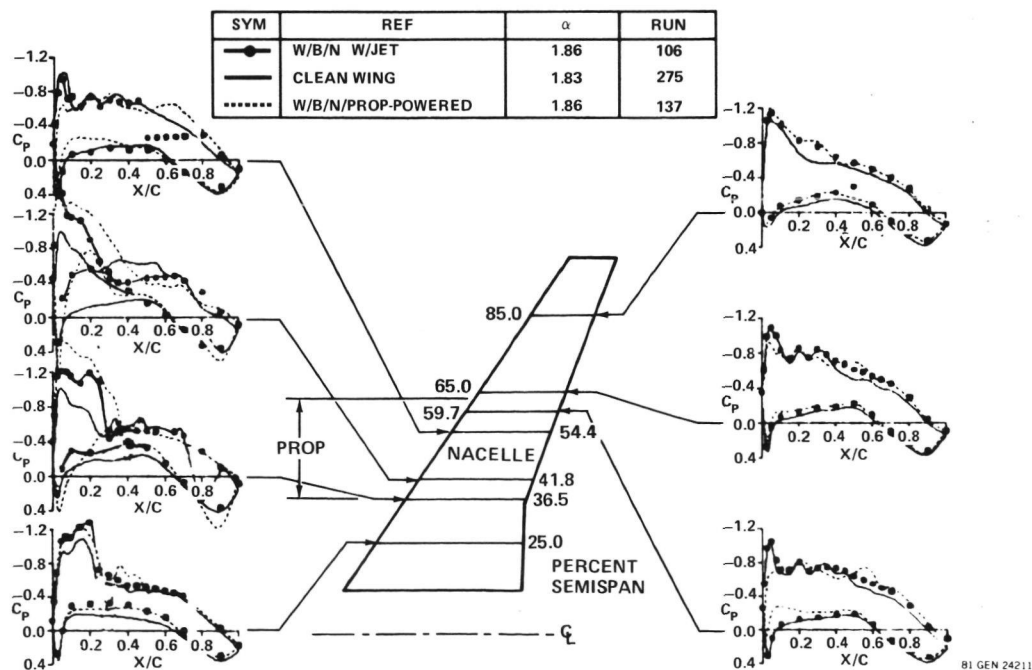 SYM REF α RUN
W/B/N W/JET 1.86 106
CLEAN WING 1.83 275
W/B/N/PROP-POWERED 1.86 137
-1.2
-0.8
-0.4
CP
0.0
0.4
0.2 0.4 0.6 0.8
X/C
-1.2
-0.8
-0.4
CP
0.0
0.4
0.2 0.4 0.6 0.8
X/C
-1.2
-0.8
-0.4
CP
0.0
0.4
0.2 0.4 0.6 0.8
X/C
-1.2
-0.8
-0.4
CP
0.0
0.4
0.2 0.4 0.6 0.8
X/C
85.0
65.0
59.7
54.4
PROP
NACELLE
41.8
36.5
25.0
PERCENT
SEMISPAN
℄
-1.2
-0.8
-0.4
CP
0.0
0.4
0.2 0.4 0.6 0.8
X/C
-1.2
-0.8
-0.4
CP
0.0
0.4
0.2 0.4 0.6 0.8
X/C
-1.2
-0.8
-0.4
CP
0.0
0.4
0.2 0.4 0.6 0.8
X/C
81 GEN 24211